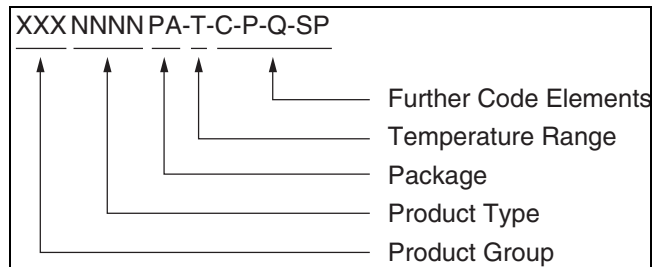 XXX NNNN PA-T-C-P-Q-SP
Further Code Elements
Temperature Range
Package
Product Type
Product Group